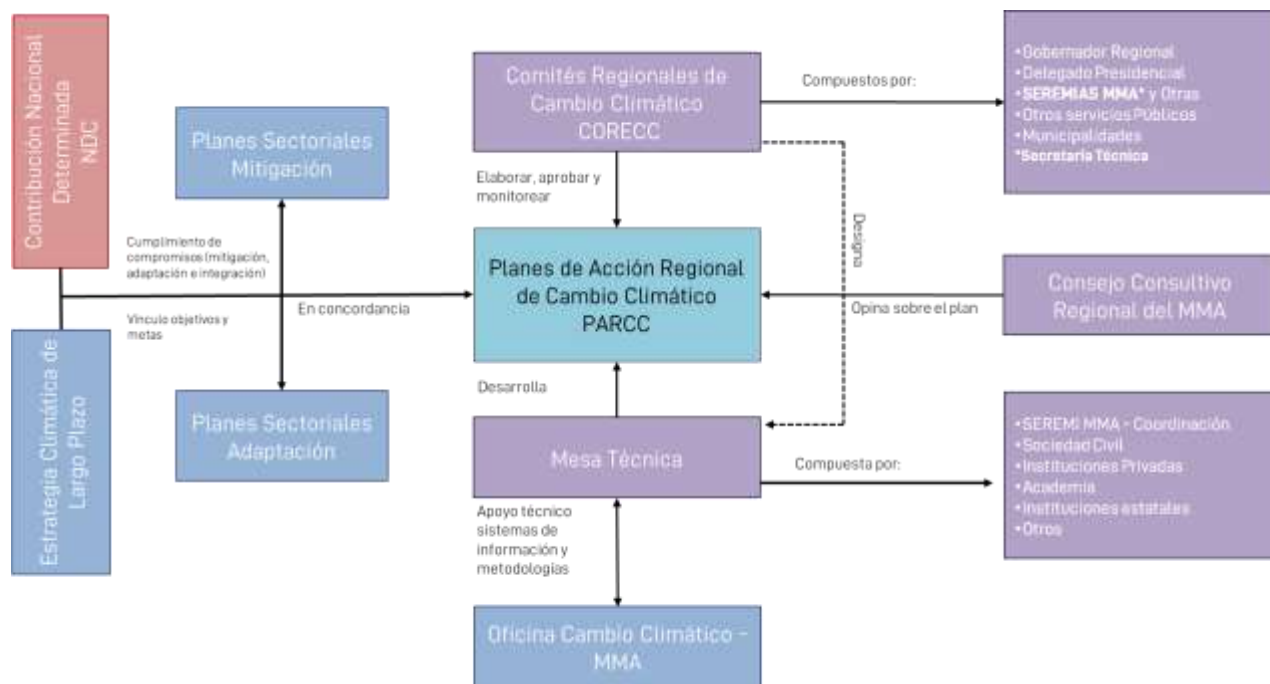 Contribución Nacional
Determinada
NDC
Estrategia Climática de
Largo Plazo
Planes Sectoriales
Mitigación
Cumplimiento de
compromisos (mitigación,
adaptación e integración)
Vínculo objetivos y
metas
En concordancia
Planes Sectoriales
Adaptación
Comités Regionales de
Cambio Climático
CORECC
Elaborar, aprobar y
monitorear
Planes de Acción Regional
de Cambio Climático
PARCC
Desarrolla
Mesa Técnica
Apoyo técnico
sistemas de
información y
metodologías
Oficina Cambio Climático -
MMA
Compuestos por:
•Gobernador Regional
•Delegado Presidencial
•SEREMIAS MMA* y Otras
•Otros servicios Públicos
•Municipalidades
*Secretaría Técnica
Designa
Opina sobre el plan
Consejo Consultivo
Regional del MMA
Compuesta por:
•SEREMI MMA - Coordinación
•Sociedad Civil
•Instituciones Privadas
•Academia
•Instituciones estatales
•Otros